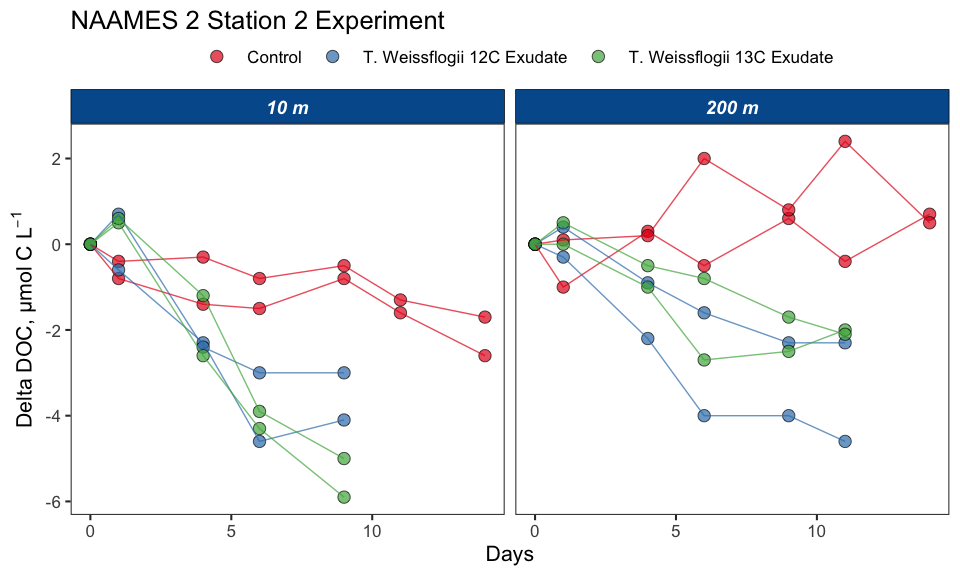 NAAMES 2 Station 2 Experiment
Control T. Weissflogii 12C Exudate T. Weissflogii 13C Exudate
10 m 200 m
Delta DOC, μmol C L⁻¹
2
0
-2
-4
-6
0 5 10 0 5 10
Days